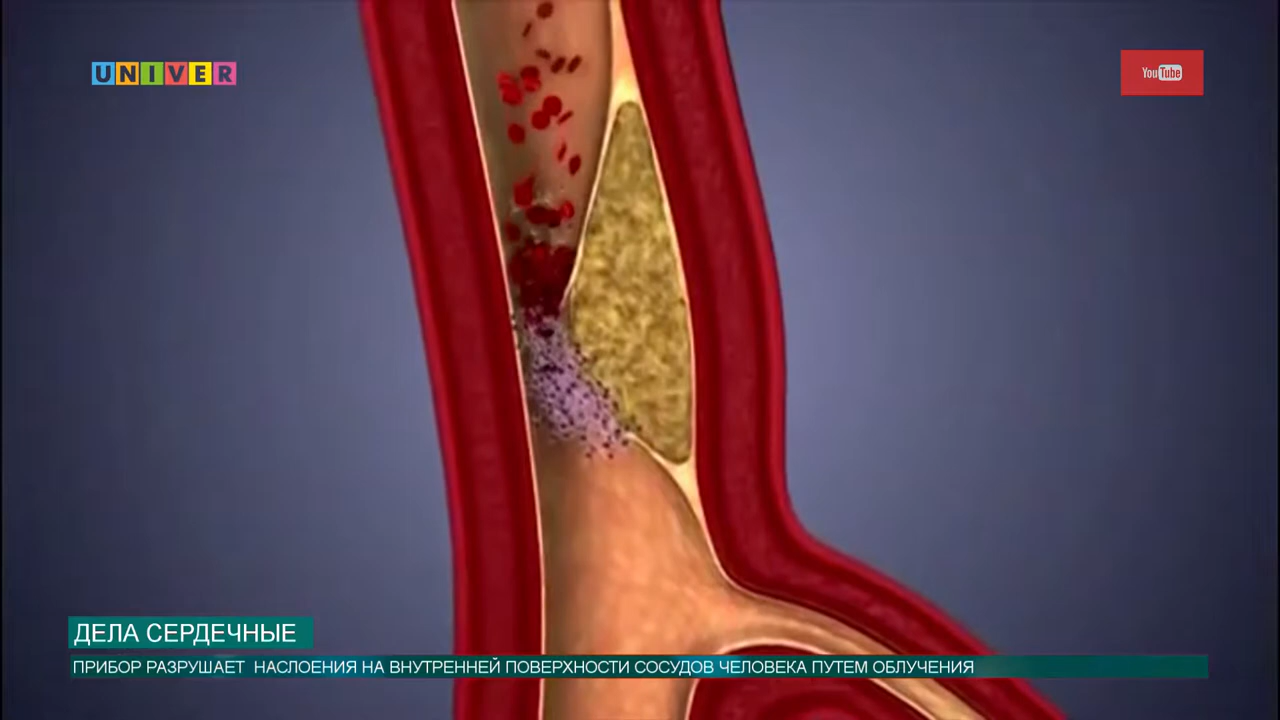 UNIVER
YouTube
ДЕЛА СЕРДЕЧНЫЕ
ПРИБОР РАЗРУШАЕТ НАСЛОЕНИЯ НА ВНУТРЕННЕЙ ПОВЕРХНОСТИ СОСУДОВ ЧЕЛОВЕКА ПУТЕМ ОБЛУЧЕНИЯ